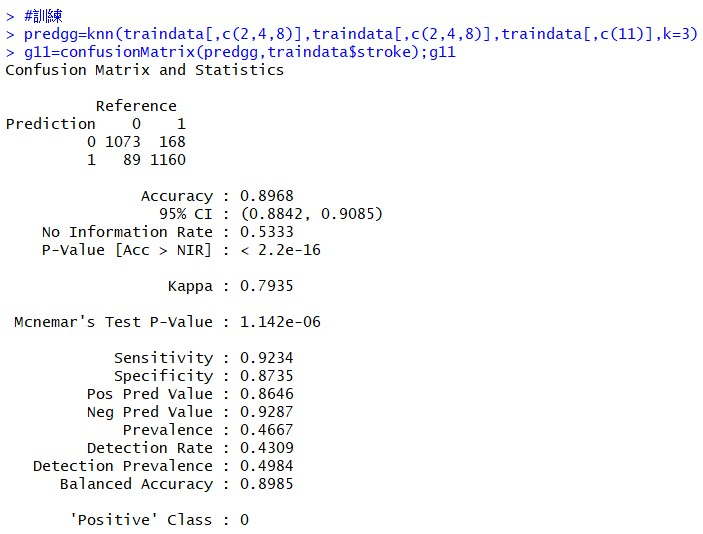 > #訓練
> predgg=knn(traindata[,c(2,4,8)],traindata[,c(2,4,8)],traindata[,c(11)],k=3)
> g11=confusionMatrix(predgg,traindata$stroke);g11
Confusion Matrix and Statistics
Reference
Prediction 0 1
0 1073 168
1 89 1160
Accuracy : 0.8968
95% CI : (0.8842, 0.9085)
No Information Rate : 0.5333
P-Value [Acc > NIR] : < 2.2e-16
Kappa : 0.7935
Mcnemar's Test P-Value : 1.142e-06
Sensitivity : 0.9234
Specificity : 0.8735
Pos Pred Value : 0.8646
Neg Pred Value : 0.9287
Prevalence : 0.4667
Detection Rate : 0.4309
Detection Prevalence : 0.4984
Balanced Accuracy : 0.8985
'Positive' Class : 0